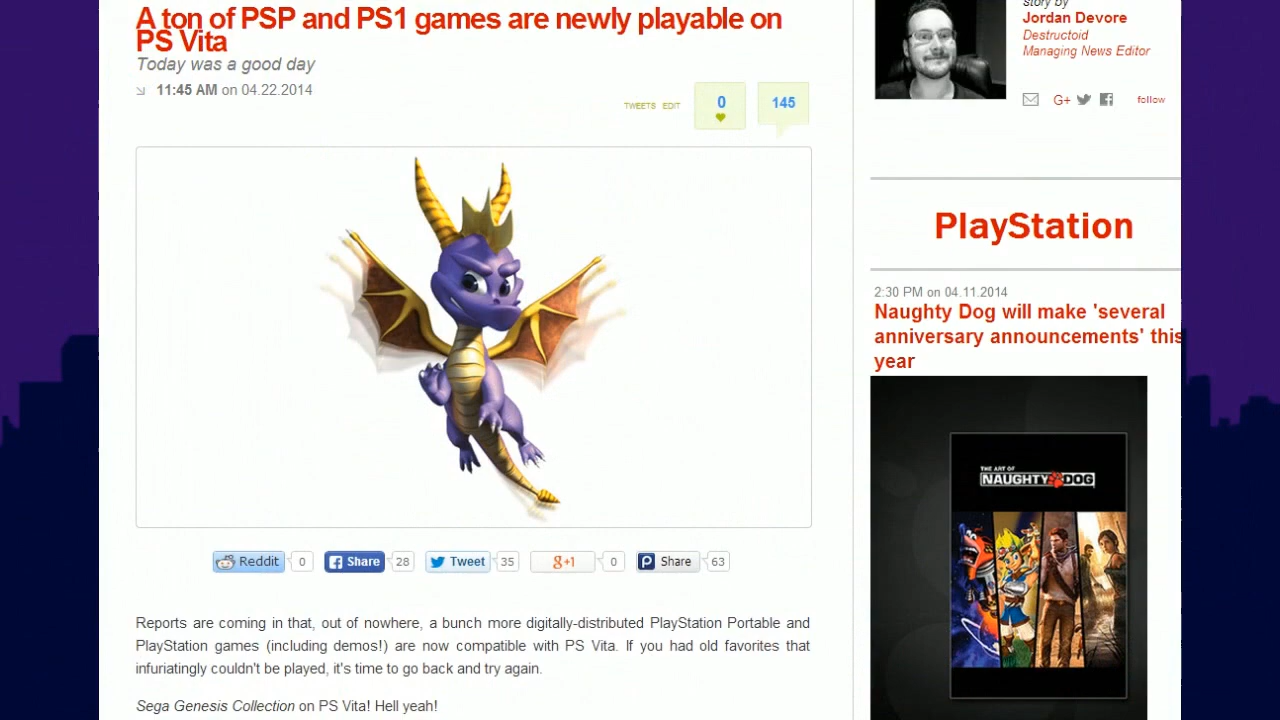 A ton of PSP and PS1 games are newly playable on
PS Vita
Today was a good day
11:45 AM on 04.22.2014
TWEETS EDIT
0
145
Reddit 0
Share 28
Tweet 35
g+1 0
P Share 63
Reports are coming in that, out of nowhere, a bunch more digitally-distributed PlayStation Portable and
PlayStation games (including demos!) are now compatible with PS Vita. If you had old favorites that
infuriatingly couldn't be played, it's time to go back and try again.
Sega Genesis Collection on PS Vita! Hell yeah!
story by
Jordan Devore
Destructoid
Managing News Editor
G+ follow
PlayStation
2:30 PM on 04.11.2014
Naughty Dog will make 'several
anniversary announcements' this
year
THE ART OF
NAUGHTY DOG